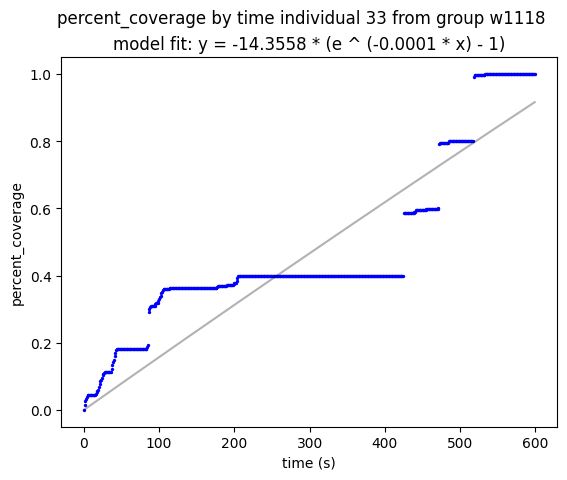 percent_coverage by time individual 33 from group w1118
model fit: y = -14.3558 * (e ^ (-0.0001 * x) - 1)
1.0
0.8
0.6
0.4
0.2
0.0
percent_coverage
0 100 200 300 400 500 600
time (s)